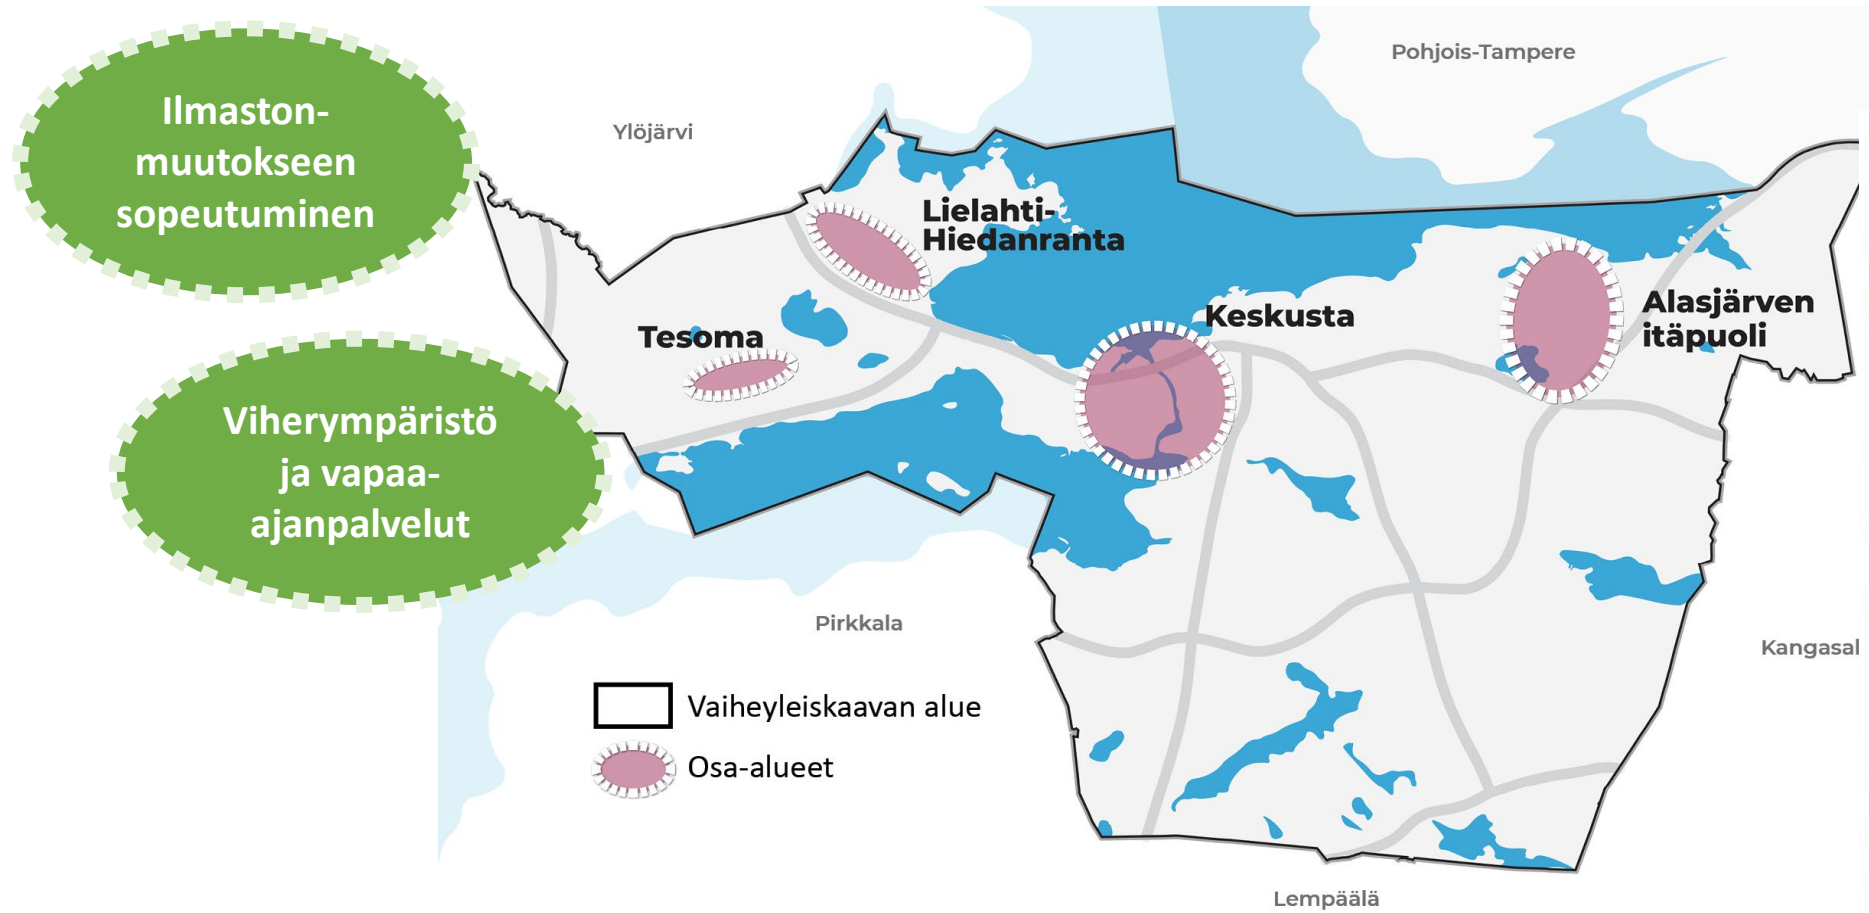 Ilmaston-
muutokseen
sopeutuminen
Viherympäristö
ja vapaa-
ajanpalvelut
Pohjois-Tampere
Ylöjärvi
Lielahti-
Hiedanranta
Tesoma
Keskusta
Alasjärven
itäpuoli
Pirkkala
Kangasal
Vaiheyleiskaavan alue
Osa-alueet
Lempäälä